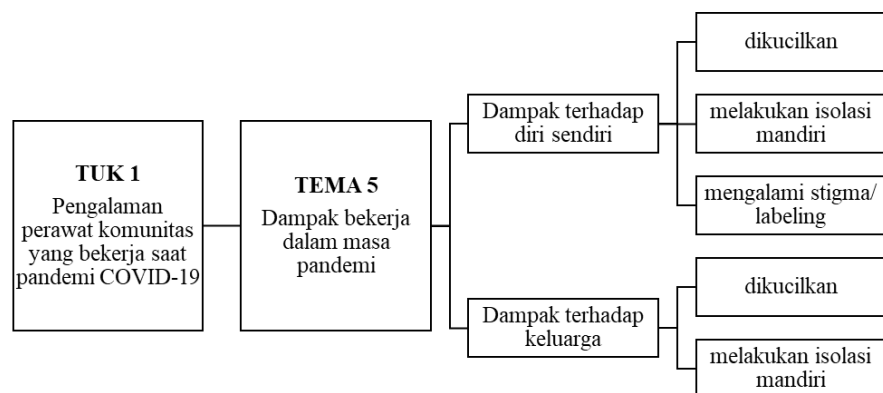 TUK 1
Pengalaman
perawat komunitas
yang bekerja saat
pandemi COVID-19
TEMA 5
Dampak bekerja
dalam masa
pandemi
Dampak terhadap
diri sendiri
dikucilkan
melakukan isolasi
mandiri
mengalami stigma/
labeling
Dampak terhadap
keluarga
dikucilkan
melakukan isolasi
mandiri